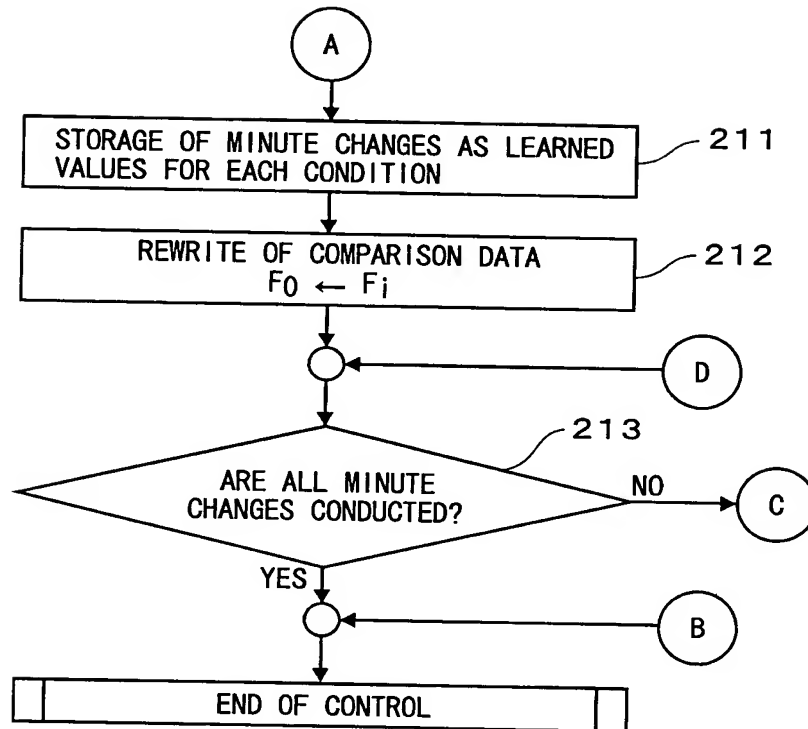 A
STORAGE OF MINUTE CHANGES AS LEARNED
VALUES FOR EACH CONDITION
211
REWRITE OF COMPARISON DATA
F0 ← Fi
212
D
213
ARE ALL MINUTE
CHANGES CONDUCTED?
NO
C
YES
B
END OF CONTROL